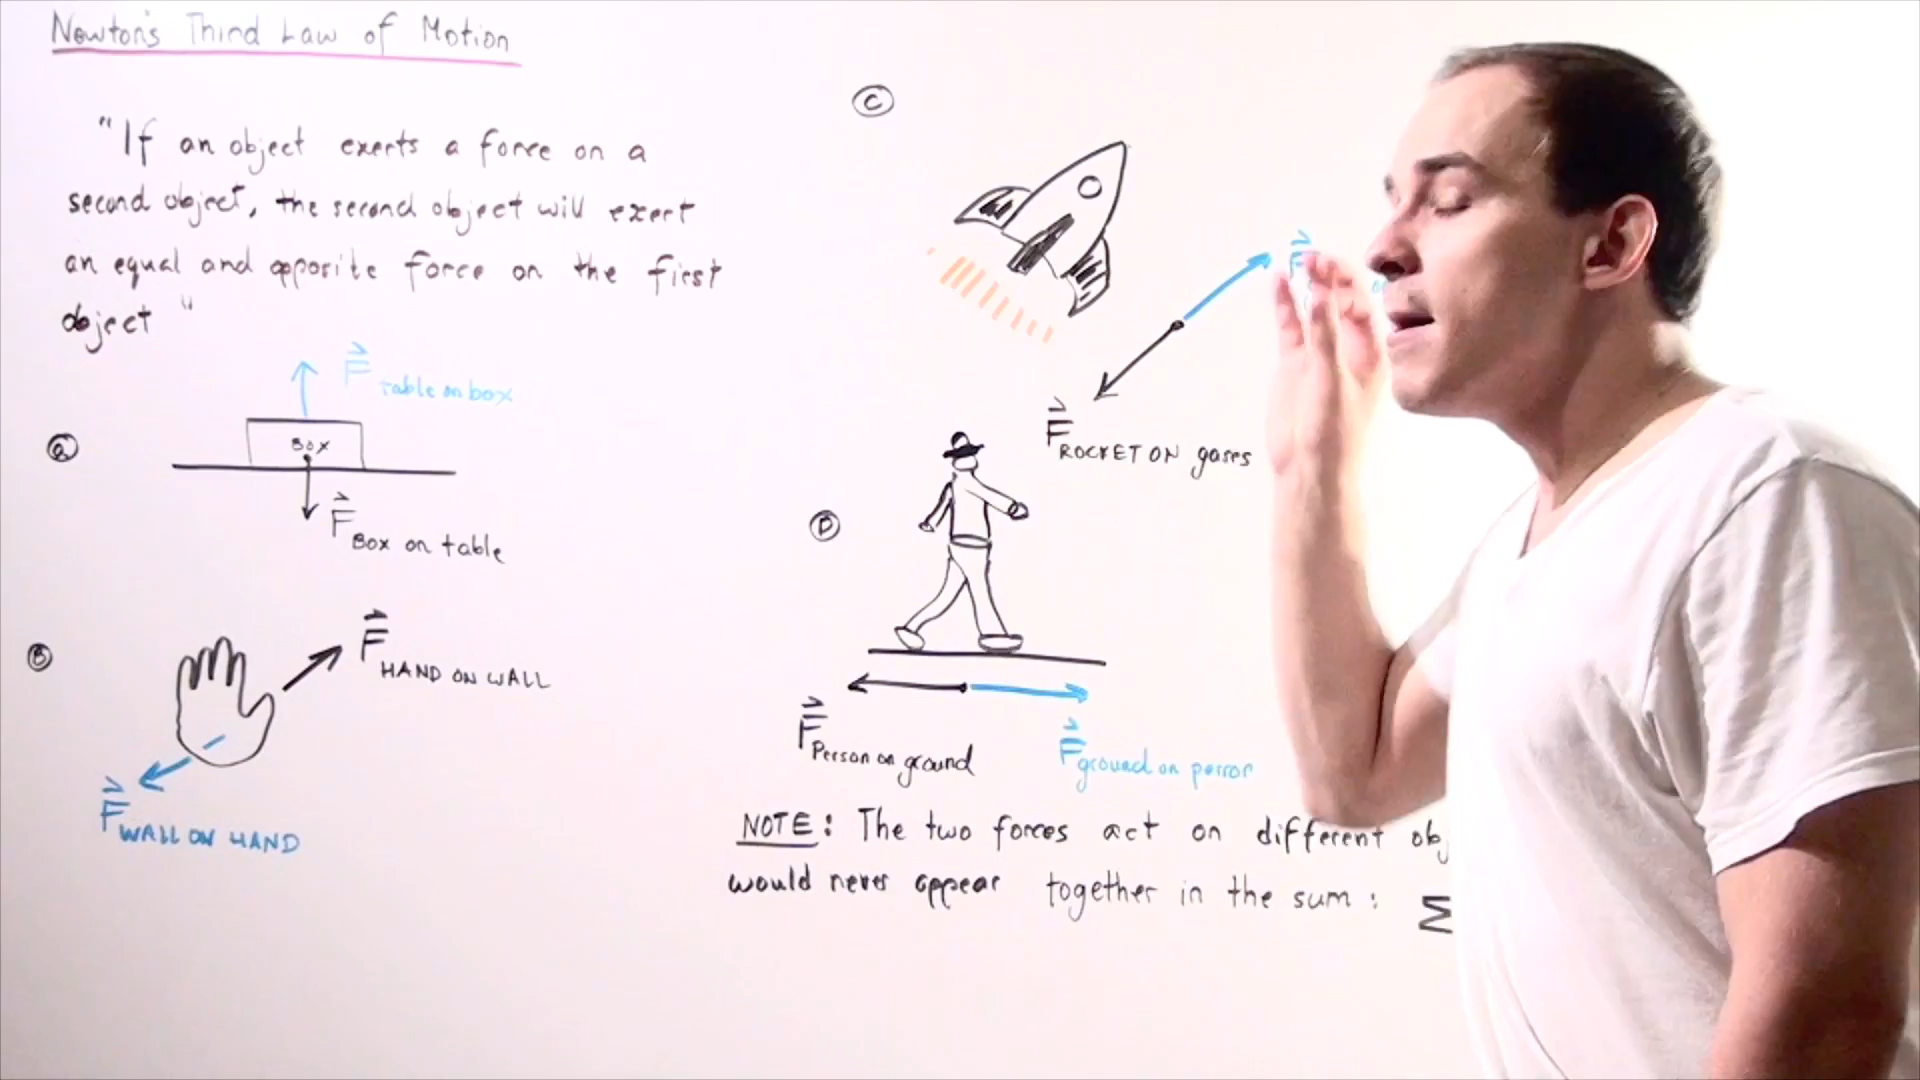 Newton's Third Law of Motion
"If an object exerts a force on a
second object, the second object will exert
an equal and opposite force on the first
object"
a
F table on box
Box
F Box on table
B
F HAND ON WALL
F WALL ON HAND
C
F
F ROCKET ON gases
D
F Person on ground
F ground on person
NOTE: The two forces act on different
would never appear together in the sum: Σ